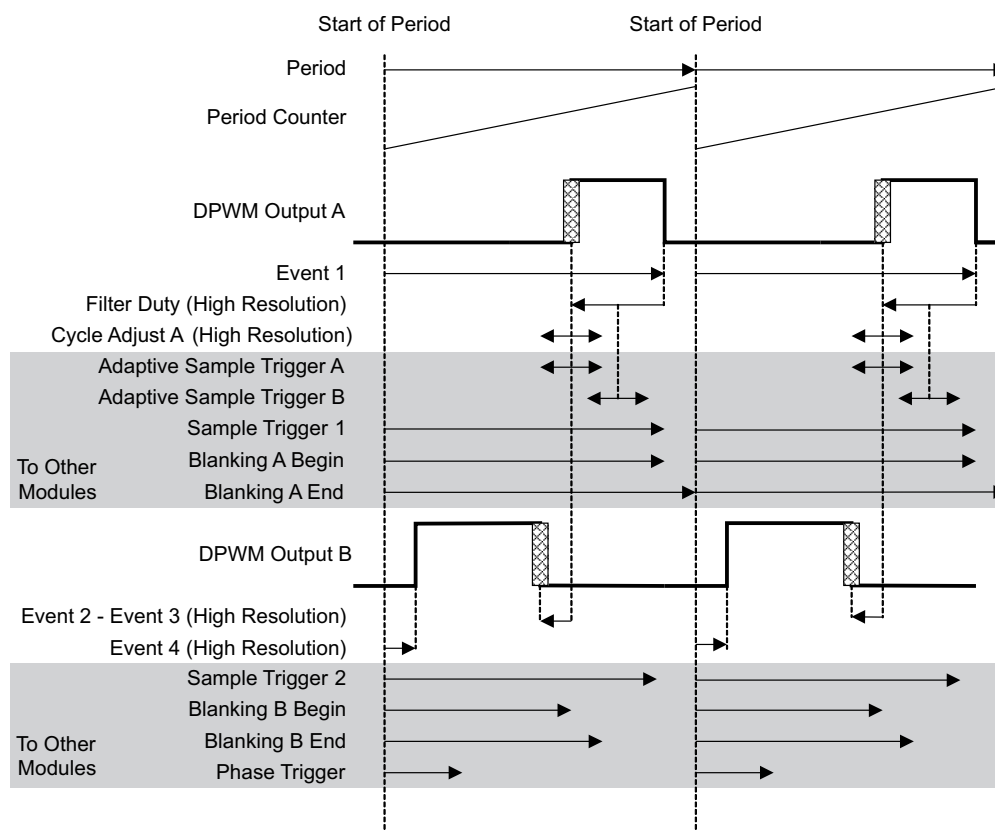 Start of Period
Start of Period
Period
Period Counter
DPWM Output A
Event 1
Filter Duty (High Resolution)
Cycle Adjust A (High Resolution)
Adaptive Sample Trigger A
Adaptive Sample Trigger B
Sample Trigger 1
Blanking A Begin
To Other
Modules
Blanking A End
DPWM Output B
Event 2 - Event 3 (High Resolution)
Event 4 (High Resolution)
Sample Trigger 2
Blanking B Begin
Blanking B End
To Other
Modules
Phase Trigger